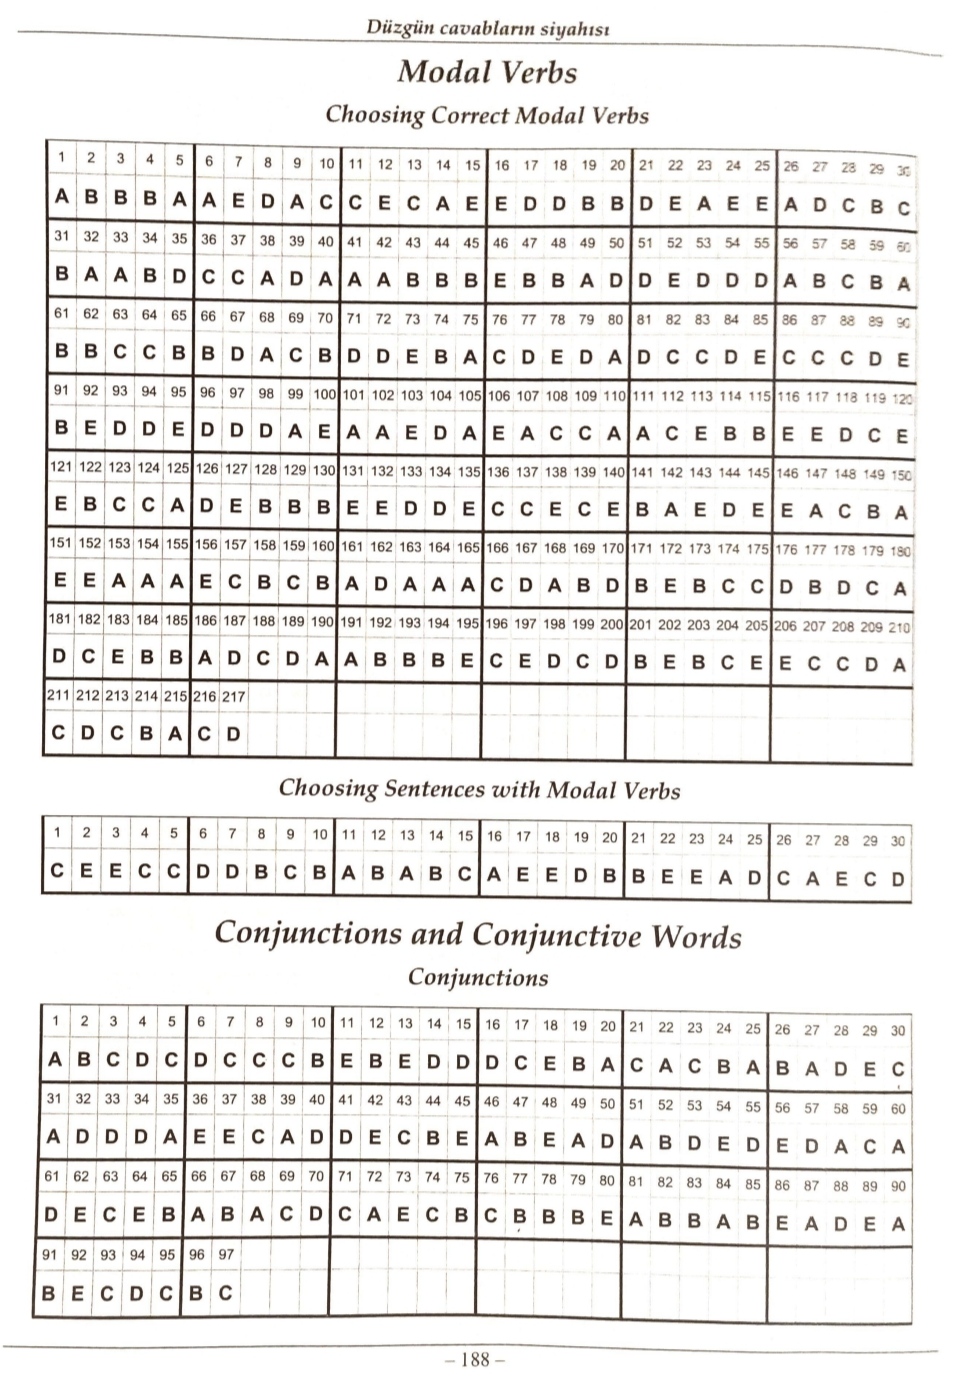 Düzgün cavabların siyahısı
Modal Verbs
Choosing Correct Modal Verbs
1 2 3 4 5 6 7 8 9 10 11 12 13 14 15 16 17 18 19 20 21 22 23 24 25 26 27 28 29 30
A B B B A A E D A C C E C A E E D D B B D E A E E A D C B C
31 32 33 34 35 36 37 38 39 40 41 42 43 44 45 46 47 48 49 50 51 52 53 54 55 56 57 58 59 60
B A A B D C C A D A A A B B B E B B A D D E D D D A B C B A
61 62 63 64 65 66 67 68 69 70 71 72 73 74 75 76 77 78 79 80 81 82 83 84 85 86 87 88 89 90
B B C C B B D A C B D D E B A C D E D A D C C D E C C C D E
91 92 93 94 95 96 97 98 99 100 101 102 103 104 105 106 107 108 109 110 111 112 113 114 115 116 117 118 119 120
B E D D E D D D A E A A E D A E A C C A A C E B B E E D C E
121 122 123 124 125 126 127 128 129 130 131 132 133 134 135 136 137 138 139 140 141 142 143 144 145 146 147 148 149 150
E B C C A D E B B B E E D D E C C E C E B A E D E E A C B A
151 152 153 154 155 156 157 158 159 160 161 162 163 164 165 166 167 168 169 170 171 172 173 174 175 176 177 178 179 180
E E A A A E C B C B A D A A A C D A B D B E B C C D B D C A
181 182 183 184 185 186 187 188 189 190 191 192 193 194 195 196 197 198 199 200 201 202 203 204 205 206 207 208 209 210
D C E B B A D C D A A B B B E C E D C D B E B C E E C C D A
211 212 213 214 215 216 217
C D C B A C D
Choosing Sentences with Modal Verbs
1 2 3 4 5 6 7 8 9 10 11 12 13 14 15 16 17 18 19 20 21 22 23 24 25 26 27 28 29 30
C E E C C D D B C B A B A B C A E E D B B E E A D C A E C D
Conjunctions and Conjunctive Words
Conjunctions
1 2 3 4 5 6 7 8 9 10 11 12 13 14 15 16 17 18 19 20 21 22 23 24 25 26 27 28 29 30
A B C D C D C C C B E B E D D D C E B A C A C B A B A D E C
31 32 33 34 35 36 37 38 39 40 41 42 43 44 45 46 47 48 49 50 51 52 53 54 55 56 57 58 59 60
A D D D A E E C A D D E C B E A B E A D A B D E D E D A C A
61 62 63 64 65 66 67 68 69 70 71 72 73 74 75 76 77 78 79 80 81 82 83 84 85 86 87 88 89 90
D E C E B A B A C D C A E C B C B B B E A B B A B E A D E A
91 92 93 94 95 96 97
B E C D C B C
– 188 –